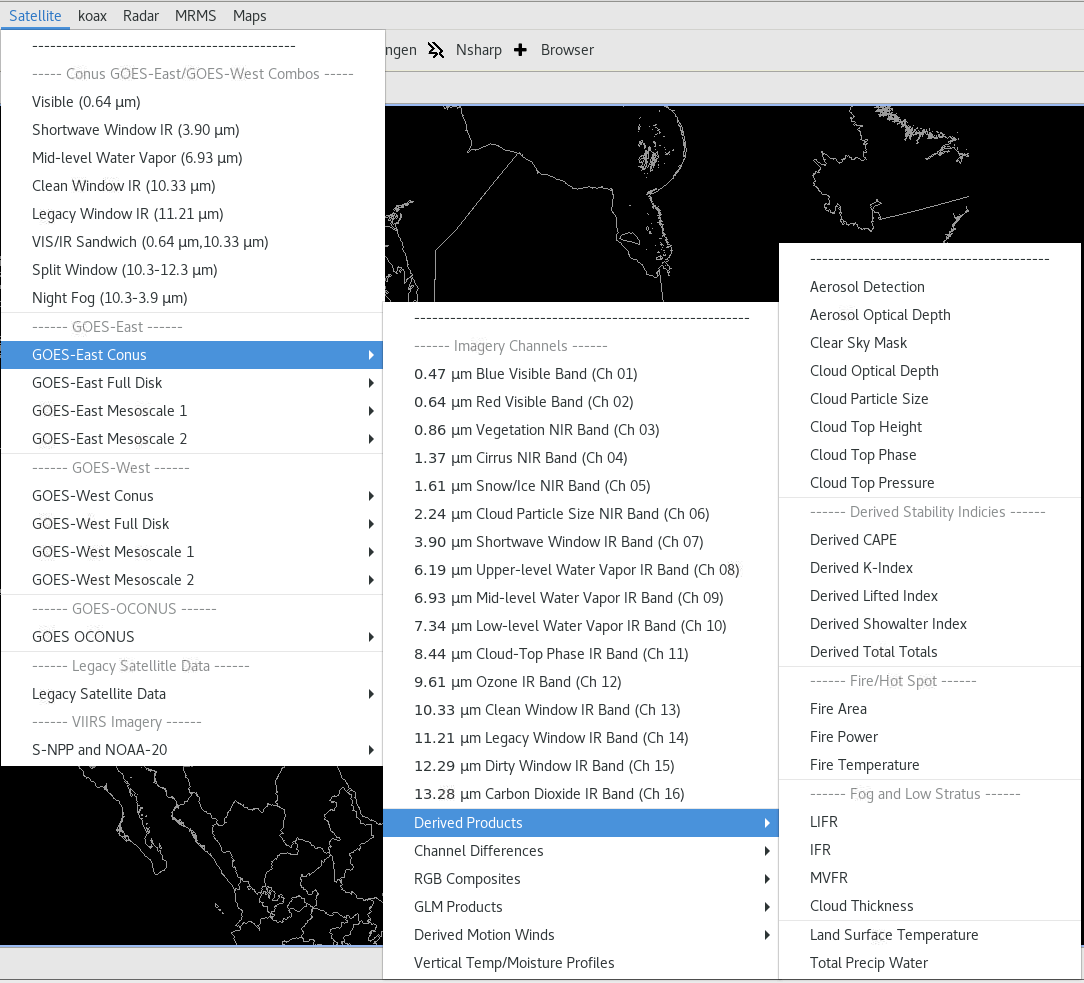 Satellite koax Radar MRMS Maps
ngen Nsharp Browser
--------------------------------------------
----- Conus GOES-East/GOES-West Combos -----
Visible (0.64 µm)
Shortwave Window IR (3.90 µm)
Mid-level Water Vapor (6.93 µm)
Clean Window IR (10.33 µm)
Legacy Window IR (11.21 µm)
VIS/IR Sandwich (0.64 µm,10.33 µm)
Split Window (10.3-12.3 µm)
Night Fog (10.3-3.9 µm)
------ GOES-East ------
GOES-East Conus
GOES-East Full Disk
GOES-East Mesoscale 1
GOES-East Mesoscale 2
------ GOES-West ------
GOES-West Conus
GOES-West Full Disk
GOES-West Mesoscale 1
GOES-West Mesoscale 2
------ GOES-OCONUS ------
GOES OCONUS
------ Legacy Satellitle Data ------
Legacy Satellite Data
------ VIIRS Imagery ------
S-NPP and NOAA-20
--------------------------------------------------------
------ Imagery Channels ------
0.47 µm Blue Visible Band (Ch 01)
0.64 µm Red Visible Band (Ch 02)
0.86 µm Vegetation NIR Band (Ch 03)
1.37 µm Cirrus NIR Band (Ch 04)
1.61 µm Snow/Ice NIR Band (Ch 05)
2.24 µm Cloud Particle Size NIR Band (Ch 06)
3.90 µm Shortwave Window IR Band (Ch 07)
6.19 µm Upper-level Water Vapor IR Band (Ch 08)
6.93 µm Mid-level Water Vapor IR Band (Ch 09)
7.34 µm Low-level Water Vapor IR Band (Ch 10)
8.44 µm Cloud-Top Phase IR Band (Ch 11)
9.61 µm Ozone IR Band (Ch 12)
10.33 µm Clean Window IR Band (Ch 13)
11.21 µm Legacy Window IR Band (Ch 14)
12.29 µm Dirty Window IR Band (Ch 15)
13.28 µm Carbon Dioxide IR Band (Ch 16)
Derived Products
Channel Differences
RGB Composites
GLM Products
Derived Motion Winds
Vertical Temp/Moisture Profiles
----------------------------------------
Aerosol Detection
Aerosol Optical Depth
Clear Sky Mask
Cloud Optical Depth
Cloud Particle Size
Cloud Top Height
Cloud Top Phase
Cloud Top Pressure
------ Derived Stability Indicies ------
Derived CAPE
Derived K-Index
Derived Lifted Index
Derived Showalter Index
Derived Total Totals
------ Fire/Hot Spot ------
Fire Area
Fire Power
Fire Temperature
------ Fog and Low Stratus ------
LIFR
IFR
MVFR
Cloud Thickness
Land Surface Temperature
Total Precip Water